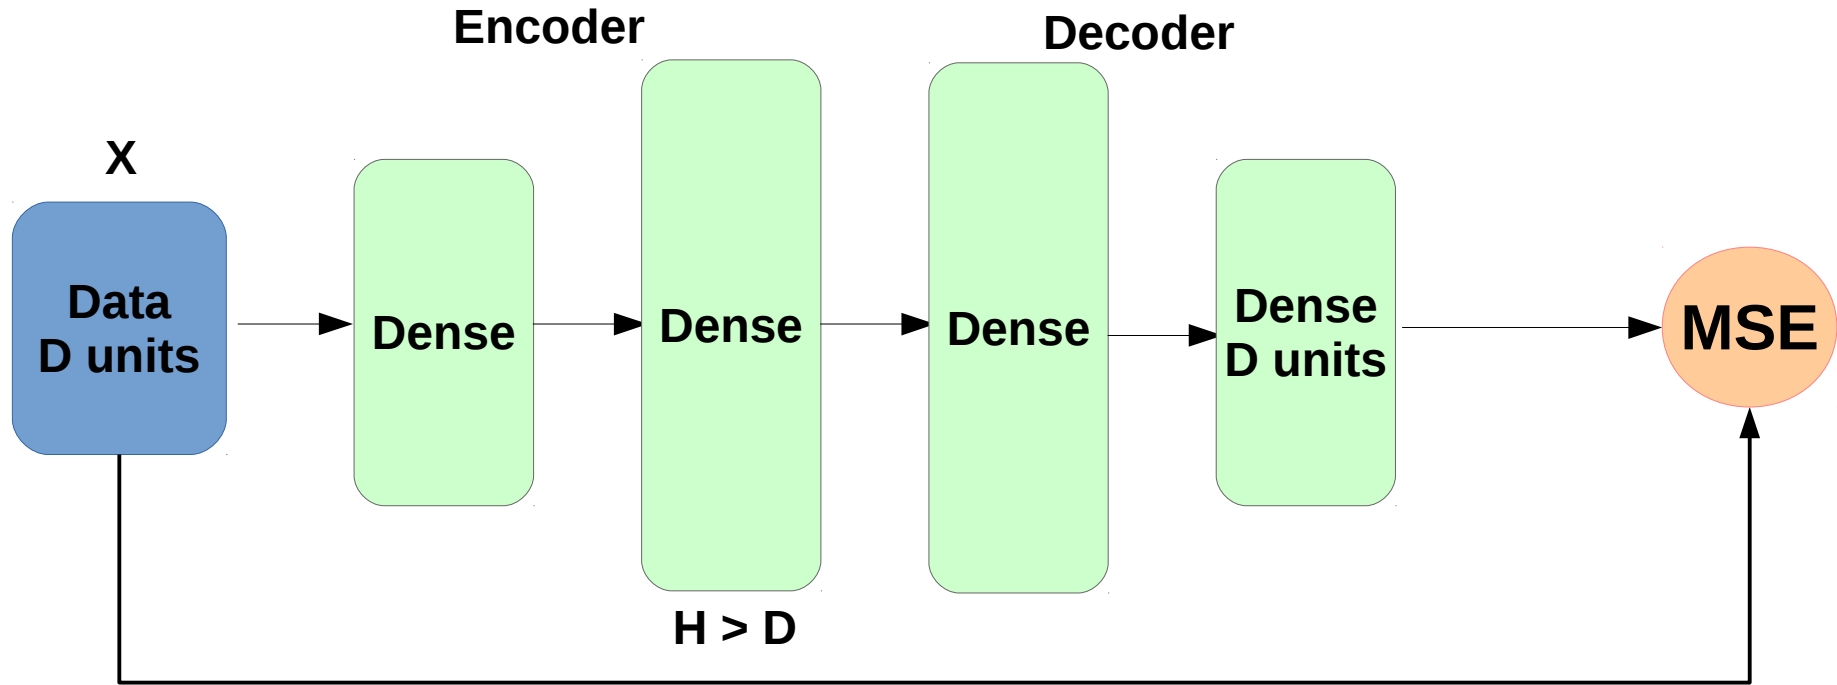 Encoder
Decoder
X
Data
D units
Dense
Dense
Dense
Dense
D units
MSE
H > D